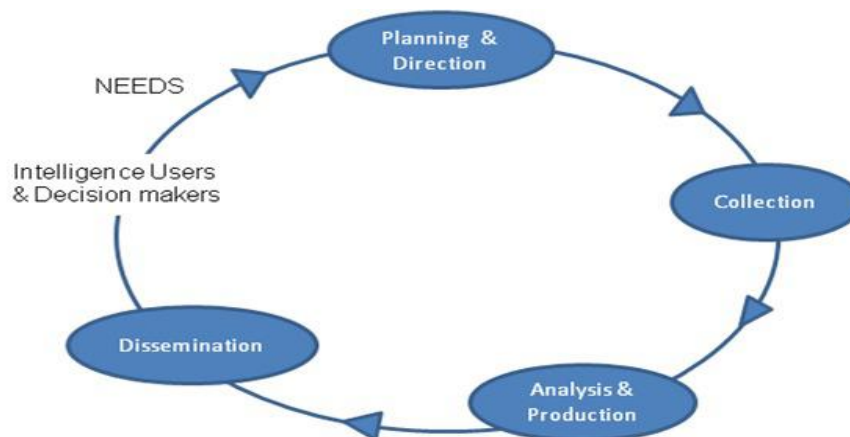 Planning &
Direction
NEEDS
Intelligence Users
& Decision makers
Collection
Dissemination
Analysis &
Production